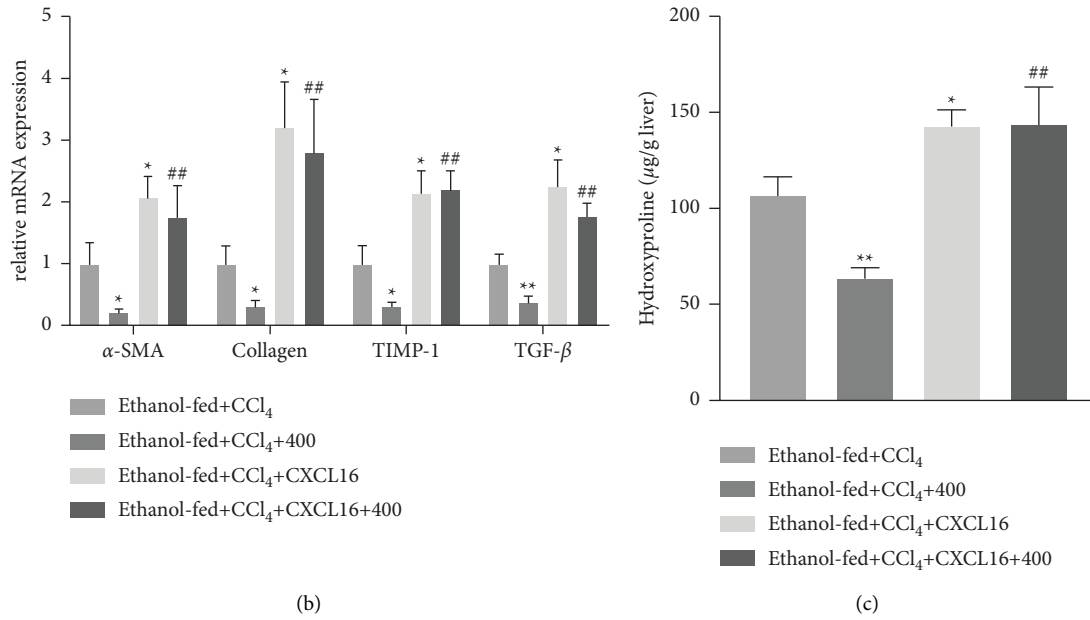 5
4
3
2
1
0
relative mRNA expression
* * ## * * ## * * ## ** * ##
α-SMA Collagen TIMP-1 TGF-β
Ethanol-fed+CCl₄
Ethanol-fed+CCl₄+400
Ethanol-fed+CCl₄+CXCL16
Ethanol-fed+CCl₄+CXCL16+400
(b)
200
150
100
50
0
Hydroxyproline (μg/g liver)
** * ##
Ethanol-fed+CCl₄
Ethanol-fed+CCl₄+400
Ethanol-fed+CCl₄+CXCL16
Ethanol-fed+CCl₄+CXCL16+400
(c)